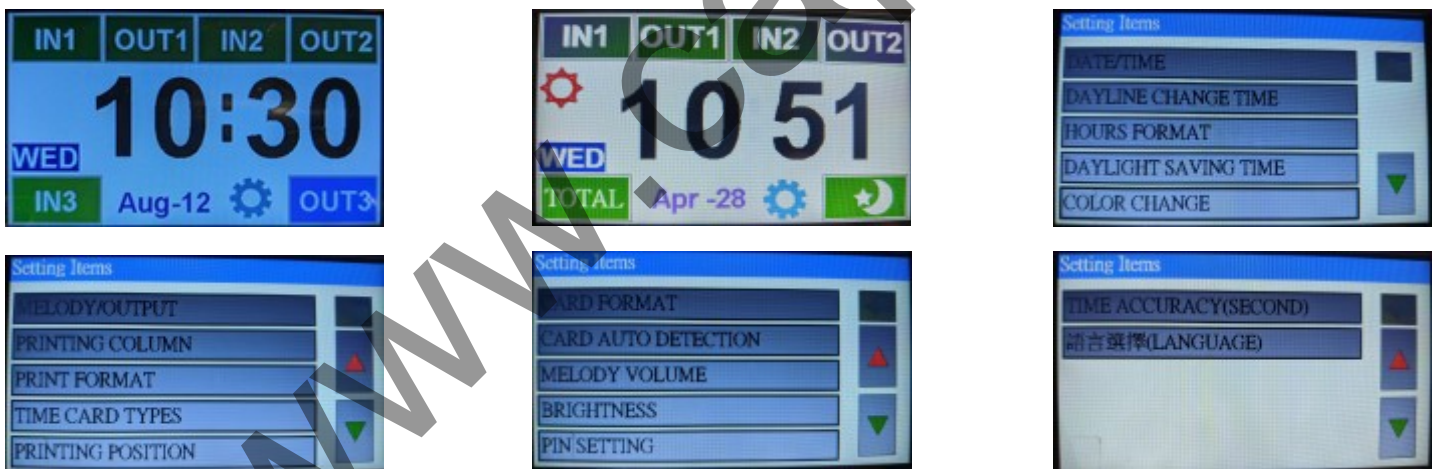 IN1 OUT1 IN2 OUT2
10:30
WED
IN3 Aug-12 OUT3
IN1 OUT1 IN2 OUT2
10 51
WED
TOTAL Apr -28
Setting Items
DATE/TIME
DAYLINE CHANGE TIME
HOURS FORMAT
DAYLIGHT SAVING TIME
COLOR CHANGE
Setting Items
MELODY/OUTPUT
PRINTING COLUMN
PRINT FORMAT
TIME CARD TYPES
PRINTING POSITION
Setting Items
CARD FORMAT
CARD AUTO DETECTION
MELODY VOLUME
BRIGHTNESS
PIN SETTING
Setting Items
TIME ACCURACY(SECOND)
語言選擇(LANGUAGE)
www.ca